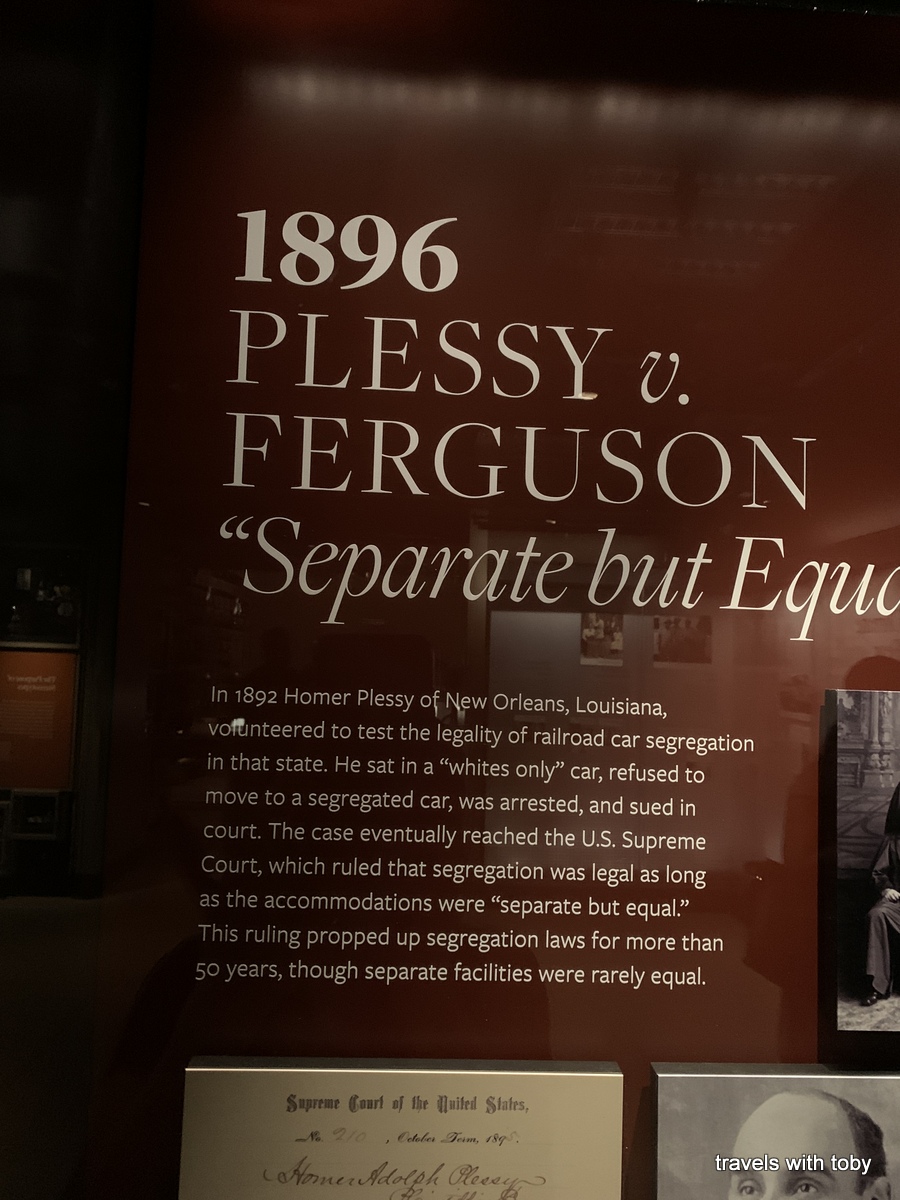 1896
PLESSY v.
FERGUSON
“Separate but Equa
In 1892 Homer Plessy of New Orleans, Louisiana,
volunteered to test the legality of railroad car segregation
in that state. He sat in a “whites only” car, refused to
move to a segregated car, was arrested, and sued in
court. The case eventually reached the U.S. Supreme
Court, which ruled that segregation was legal as long
as the accommodations were “separate but equal.”
This ruling propped up segregation laws for more than
50 years, though separate facilities were rarely equal.
Supreme Court of the United States,
No. 210, October Term, 189
Homer Adolph Plessy
travels with toby